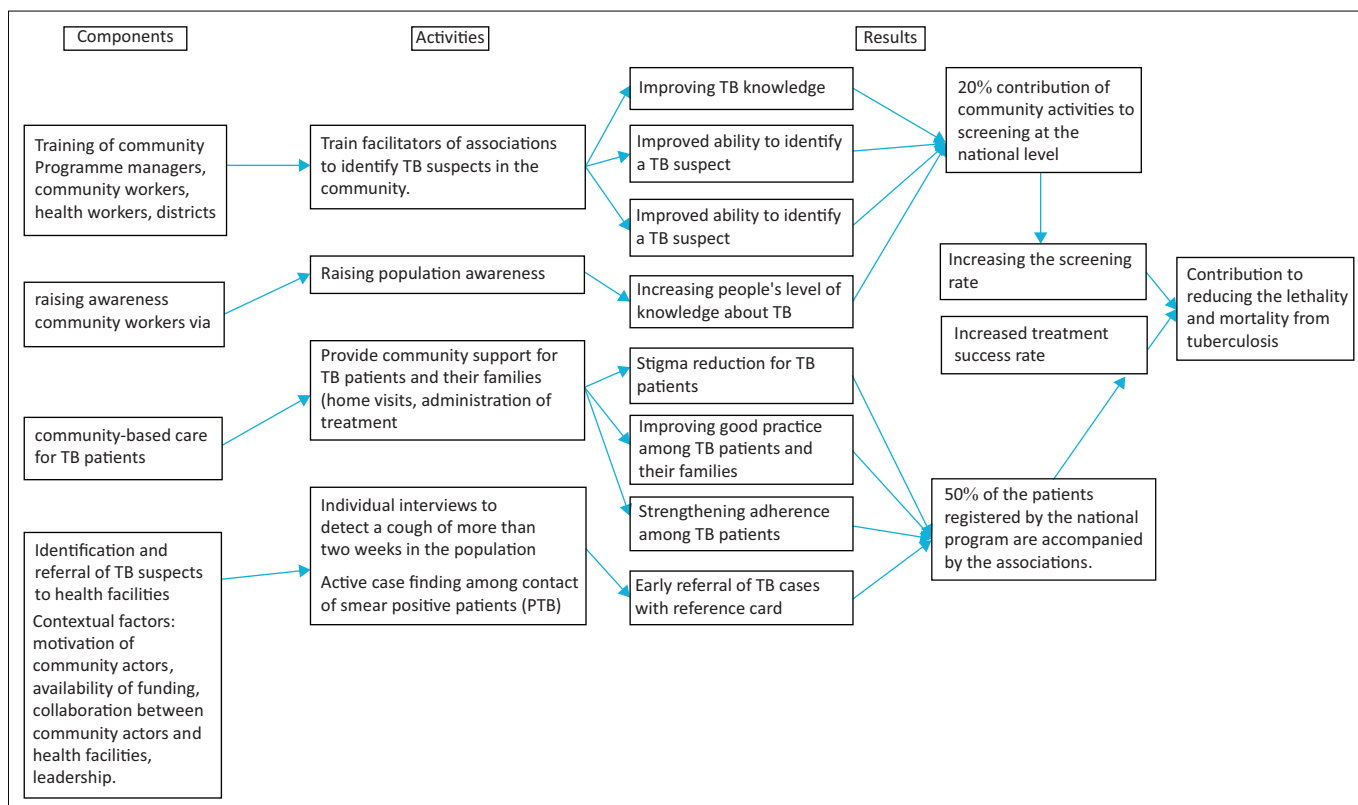 Components
Activities
Results
Training of community
Programme managers,
community workers,
health workers, districts
raising awareness
community workers via
community-based care
for TB patients
Identification and
referral of TB suspects
to health facilities
Contextual factors:
motivation of
community actors,
availability of funding,
collaboration between
community actors and
health facilities,
leadership.
Train facilitators of associations
to identify TB suspects in the
community.
Raising population awareness
Provide community support for
TB patients and their families
(home visits, administration of
treatment
Individual interviews to
detect a cough of more than
two weeks in the population
Active case finding among contact
of smear positive patients (PTB)
Improving TB knowledge
Improved ability to identify
a TB suspect
Improved ability to identify
a TB suspect
Increasing people's level of
knowledge about TB
Stigma reduction for TB
patients
Improving good practice
among TB patients and
their families
Strengthening adherence
among TB patients
Early referral of TB cases
with reference card
20% contribution of
community activities to
screening at the
national level
Increasing the screening
rate
Increased treatment
success rate
50% of the patients
registered by the national
program are accompanied
by the associations.
Contribution to
reducing the lethality
and mortality from
tuberculosis